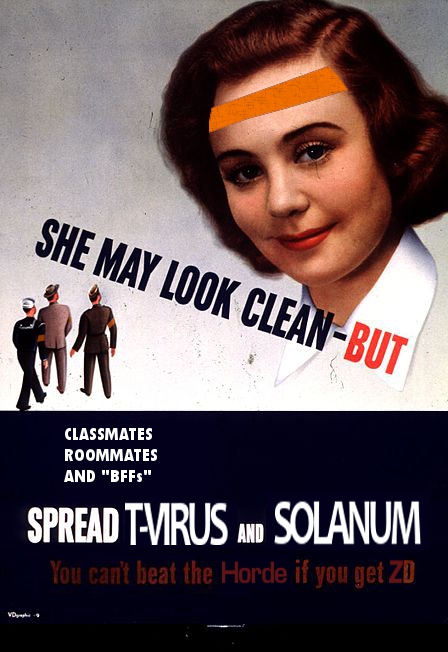 SHE MAY LOOK CLEAN-BUT
CLASSMATES
ROOMMATES
AND "BFFs"
SPREAD T-VIRUS AND SOLANUM
You can't beat the Horde if you get ZD